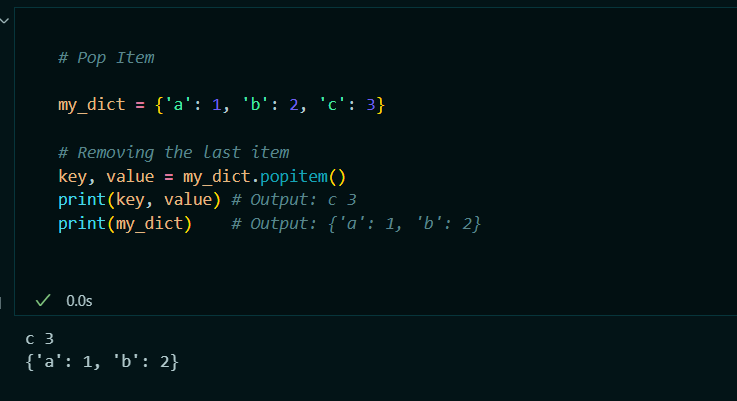 # Pop Item
my_dict = {'a': 1, 'b': 2, 'c': 3}
# Removing the last item
key, value = my_dict.popitem()
print(key, value) # Output: c 3
print(my_dict)    # Output: {'a': 1, 'b': 2}
0.0s
c 3
{'a': 1, 'b': 2}